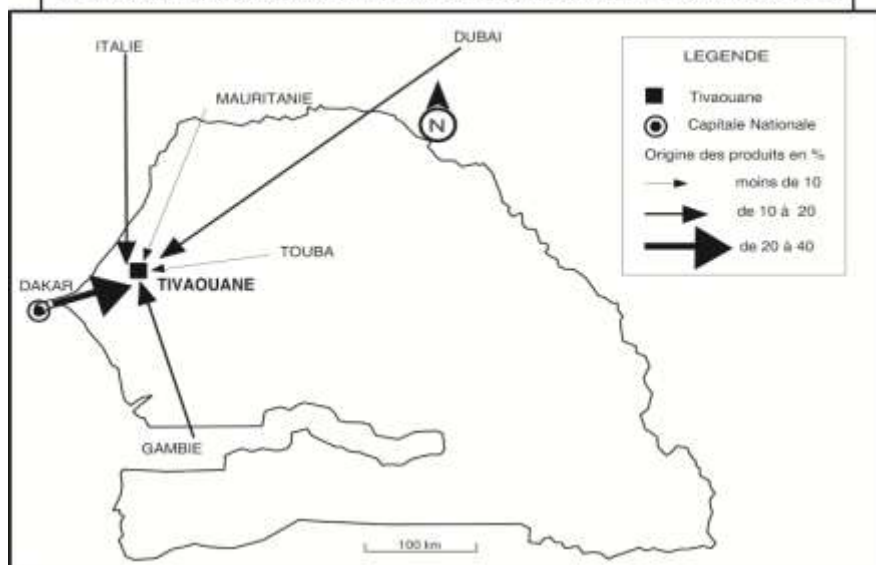 ITALIE
DUBAI
MAURITANIE
N
TOUBA
DAKAR
TIVAOUANE
GAMBIE
100 km
LEGENDE
Tivaouane
Capitale Nationale
Origine des produits en %
moins de 10
de 10 à 20
de 20 à 40